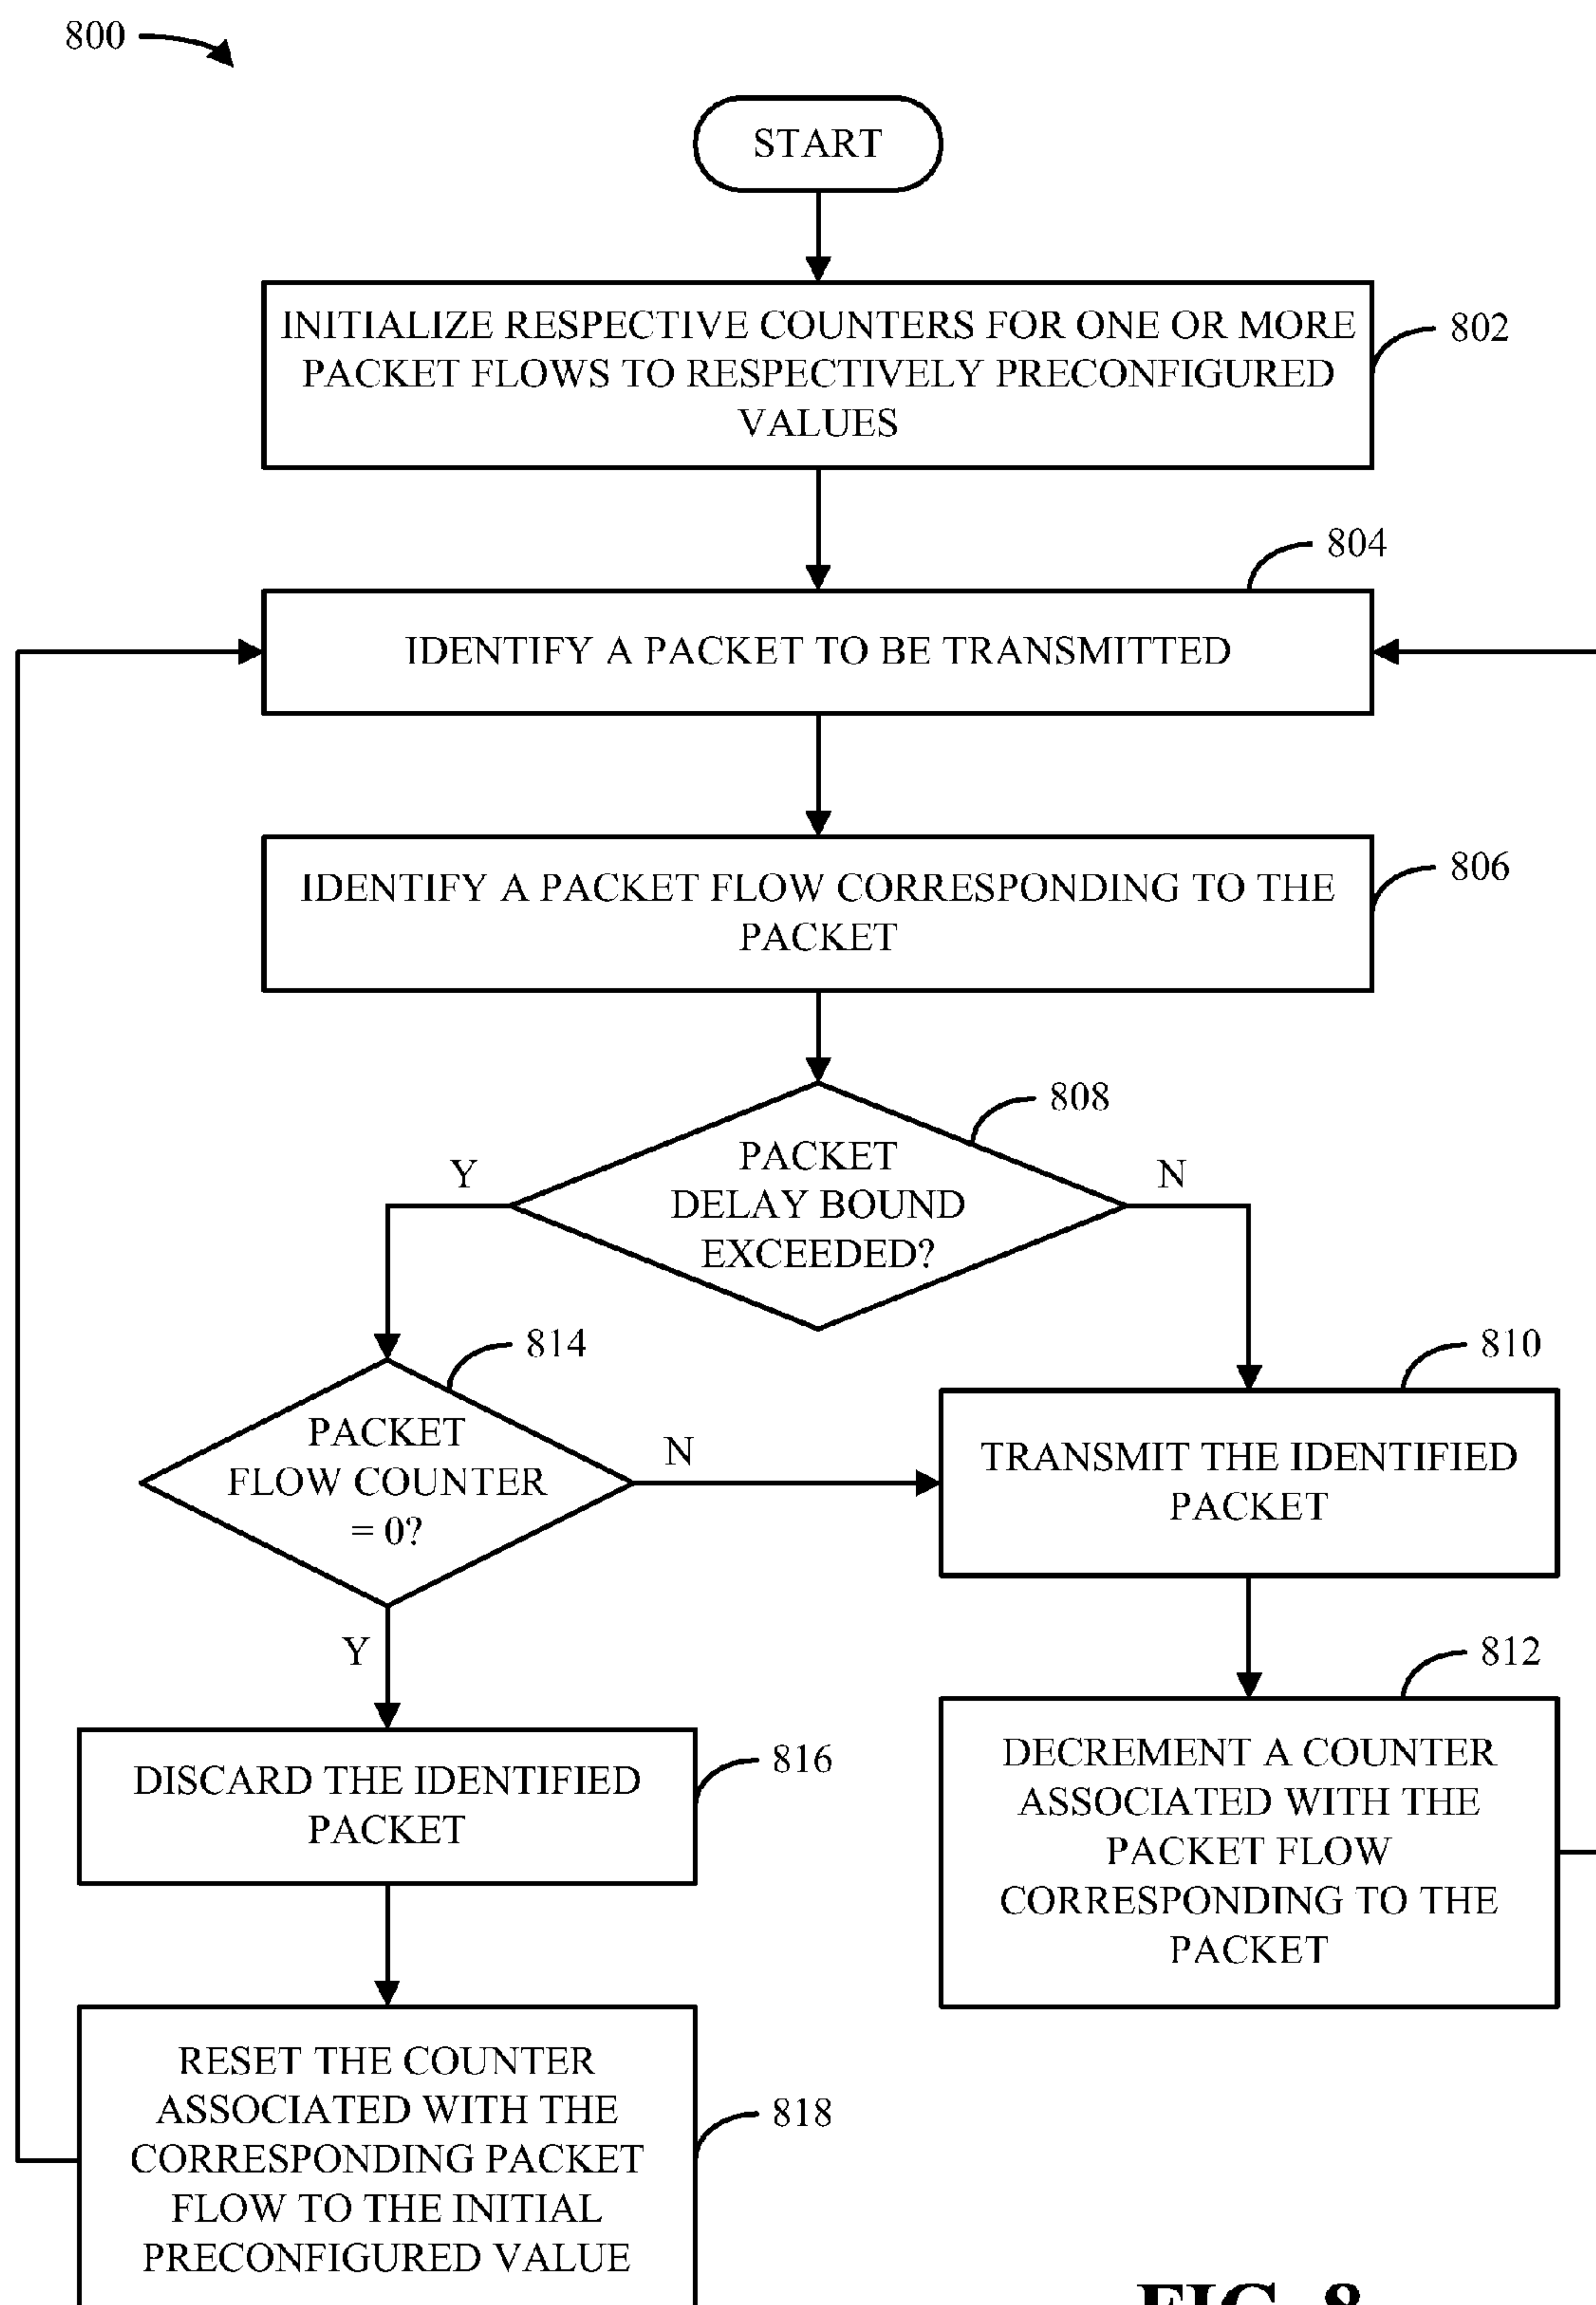 800
START
INITIALIZE RESPECTIVE COUNTERS FOR ONE OR MORE
PACKET FLOWS TO RESPECTIVELY PRECONFIGURED
VALUES
802
804
IDENTIFY A PACKET TO BE TRANSMITTED
806
IDENTIFY A PACKET FLOW CORRESPONDING TO THE
PACKET
808
PACKET
DELAY BOUND
EXCEEDED?
Y
N
814
PACKET
FLOW COUNTER
= 0?
N
Y
810
TRANSMIT THE IDENTIFIED
PACKET
812
DECREMENT A COUNTER
ASSOCIATED WITH THE
PACKET FLOW
CORRESPONDING TO THE
PACKET
816
DISCARD THE IDENTIFIED
PACKET
818
RESET THE COUNTER
ASSOCIATED WITH THE
CORRESPONDING PACKET
FLOW TO THE INITIAL
PRECONFIGURED VALUE
FIG. 8